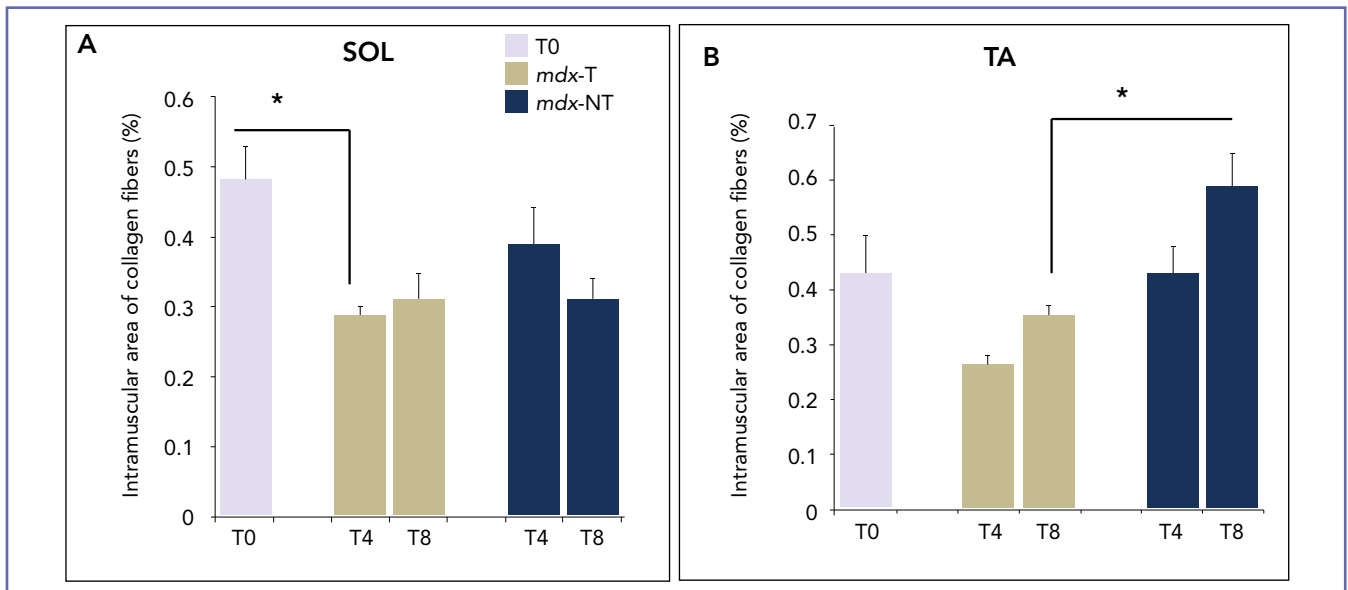 A
SOL
T0
mdx-T
mdx-NT
*
Intramuscular area of collagen fibers (%)
0.6
0.5
0.4
0.3
0.2
0.1
0
T0
T4
T8
T4
T8
B
TA
*
Intramuscular area of collagen fibers (%)
0.7
0.6
0.5
0.4
0.3
0.2
0.1
0
T0
T4
T8
T4
T8